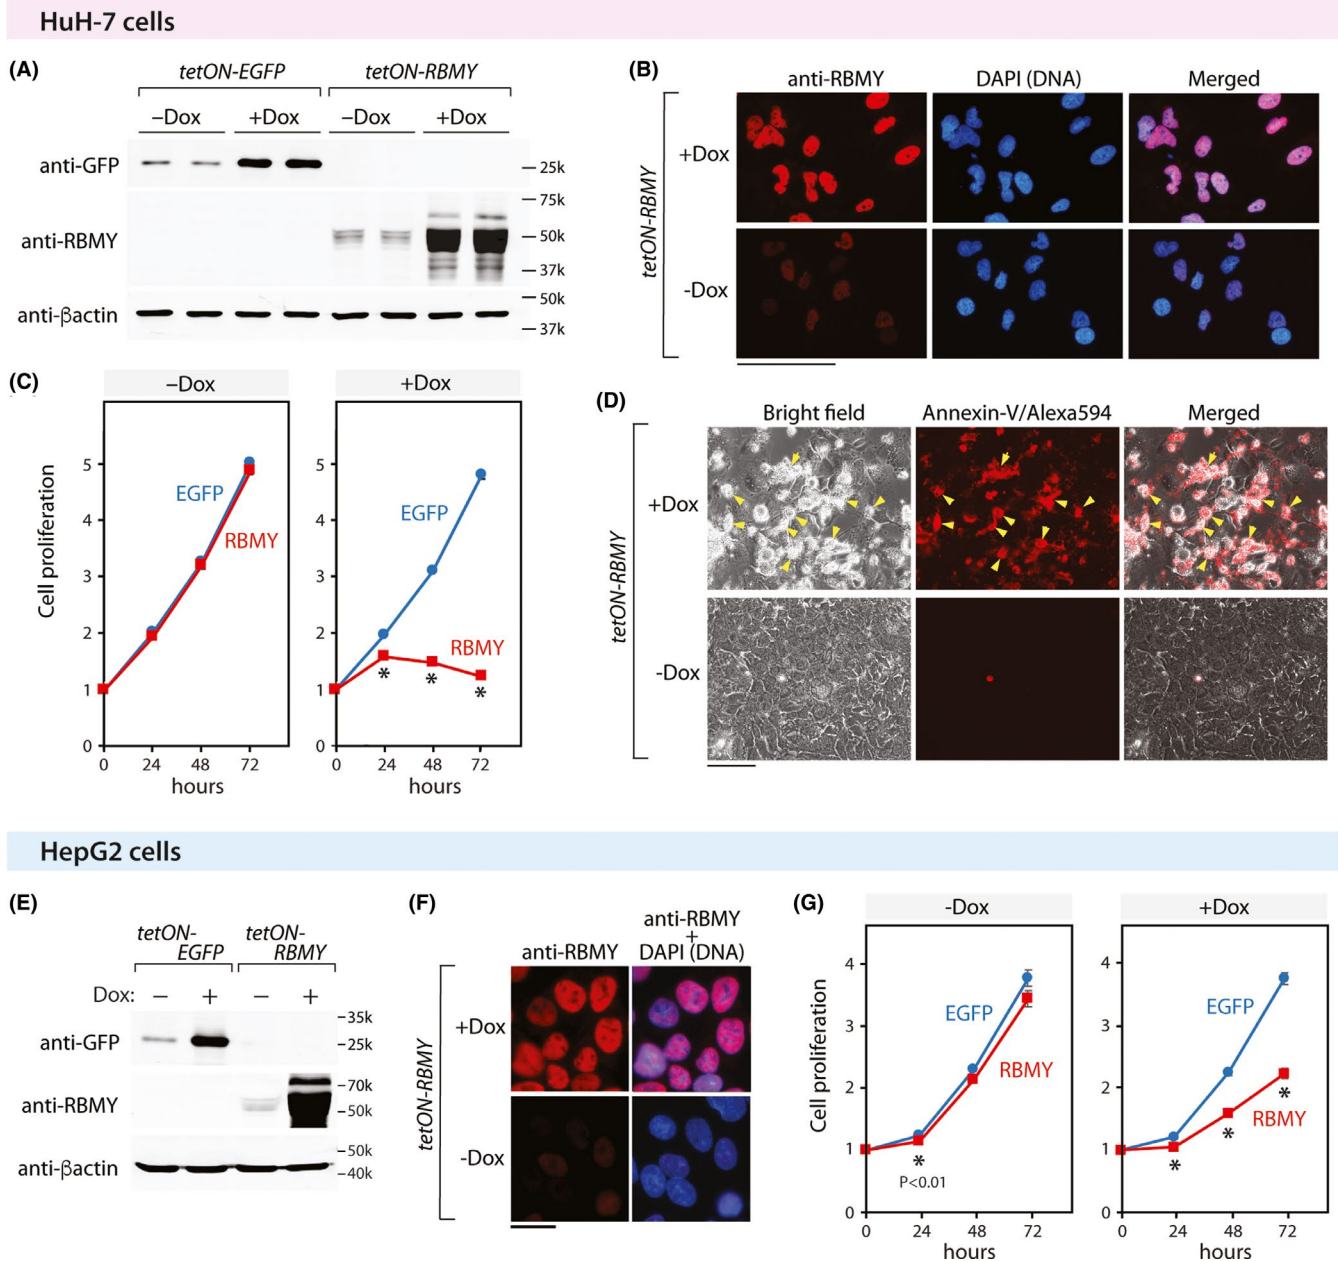 HuH-7 cells
(A)
tetON-EGFP tetON-RBMY
–Dox +Dox –Dox +Dox
anti-GFP
25k
75k
anti-RBMY
50k
37k
50k
anti-βactin
37k
(B)
anti-RBMY DAPI (DNA) Merged
tetON-RBMY
+Dox
-Dox
(C)
–Dox +Dox
Cell proliferation
5
4
3
2
1
0
EGFP
RBMY
0 24 48 72
hours
5
4
3
2
1
0
EGFP
RBMY
* * *
0 24 48 72
hours
(D)
Bright field Annexin-V/Alexa594 Merged
tetON-RBMY
+Dox
-Dox
HepG2 cells
(E)
tetON- tetON-
EGFP RBMY
Dox: – + – +
35k
anti-GFP
25k
70k
anti-RBMY
50k
50k
anti-βactin
40k
(F)
anti-RBMY
anti-RBMY
+
DAPI (DNA)
tetON-RBMY
+Dox
-Dox
(G)
-Dox +Dox
Cell proliferation
4
3
2
1
0
EGFP
RBMY
*
P<0.01
0 24 48 72
hours
4
3
2
1
0
EGFP
RBMY
* * *
0 24 48 72
hours